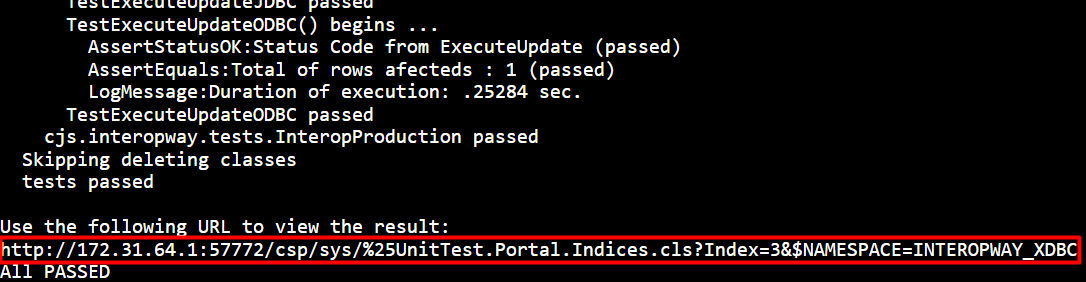 TestExecuteUpdateJDBC passed
TestExecuteUpdateODBC() begins ...
AssertStatusOK:Status Code from ExecuteUpdate (passed)
AssertEquals:Total of rows afecteds : 1 (passed)
LogMessage:Duration of execution: .25284 sec.
TestExecuteUpdateODBC passed
cjs.interopway.tests.InteropProduction passed
Skipping deleting classes
tests passed
Use the following URL to view the result:
http://172.31.64.1:57772/csp/sys/%25UnitTest.Portal.Indices.cls?Index=3&$NAMESPACE=INTEROPWAY_XDBC
All PASSED